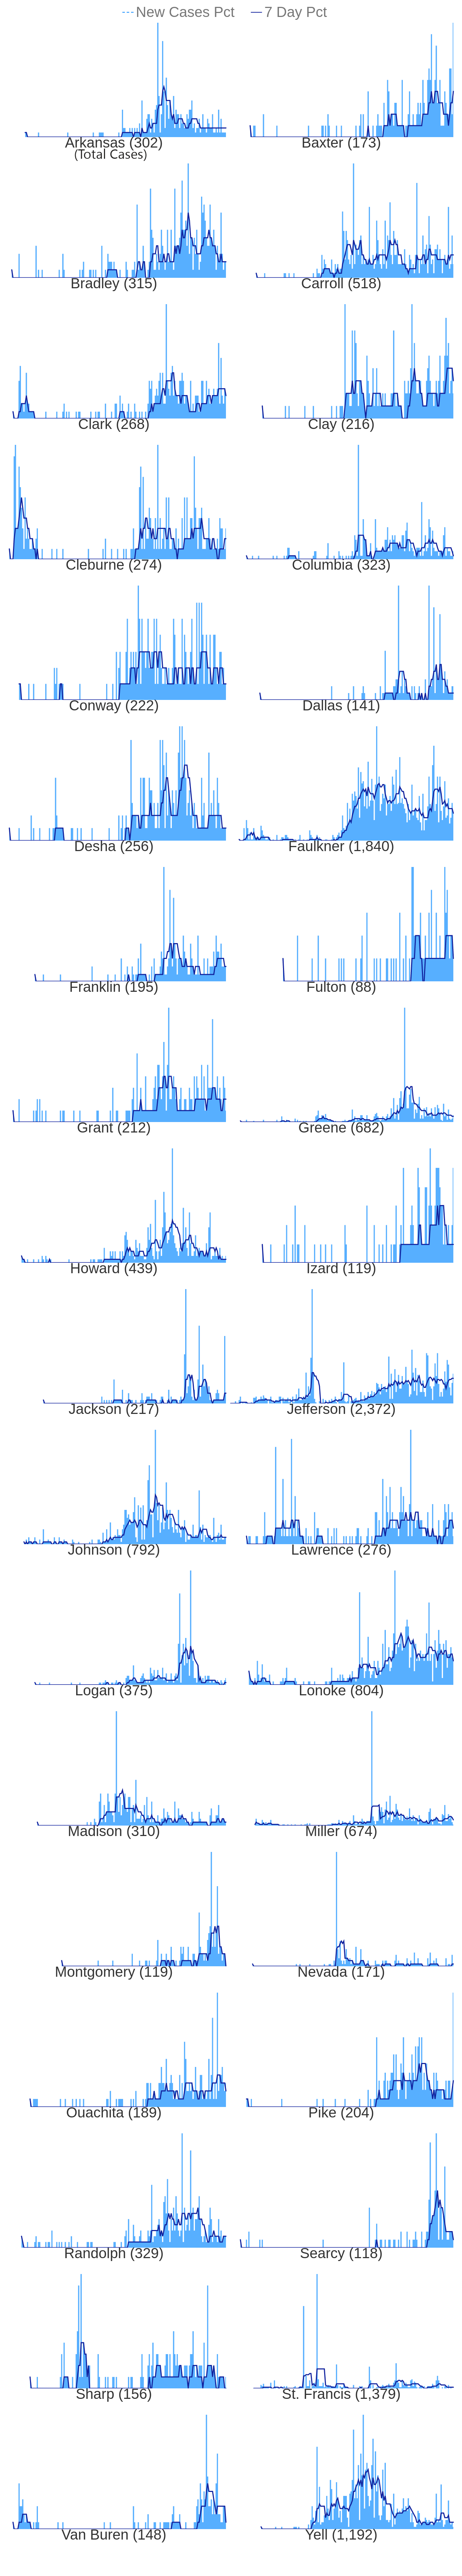 New Cases Pct 7 Day Pct
Arkansas (302) Baxter (173)
(Total Cases)
Bradley (315) Carroll (518)
Clark (268) Clay (216)
Cleburne (274) Columbia (323)
Conway (222) Dallas (141)
Desha (256) Faulkner (1,840)
Franklin (195) Fulton (88)
Grant (212) Greene (682)
Howard (439) Izard (119)
Jackson (217) Jefferson (2,372)
Johnson (792) Lawrence (276)
Logan (375) Lonoke (804)
Madison (310) Miller (674)
Montgomery (119) Nevada (171)
Ouachita (189) Pike (204)
Randolph (329) Searcy (118)
Sharp (156) St. Francis (1,379)
Van Buren (148) Yell (1,192)